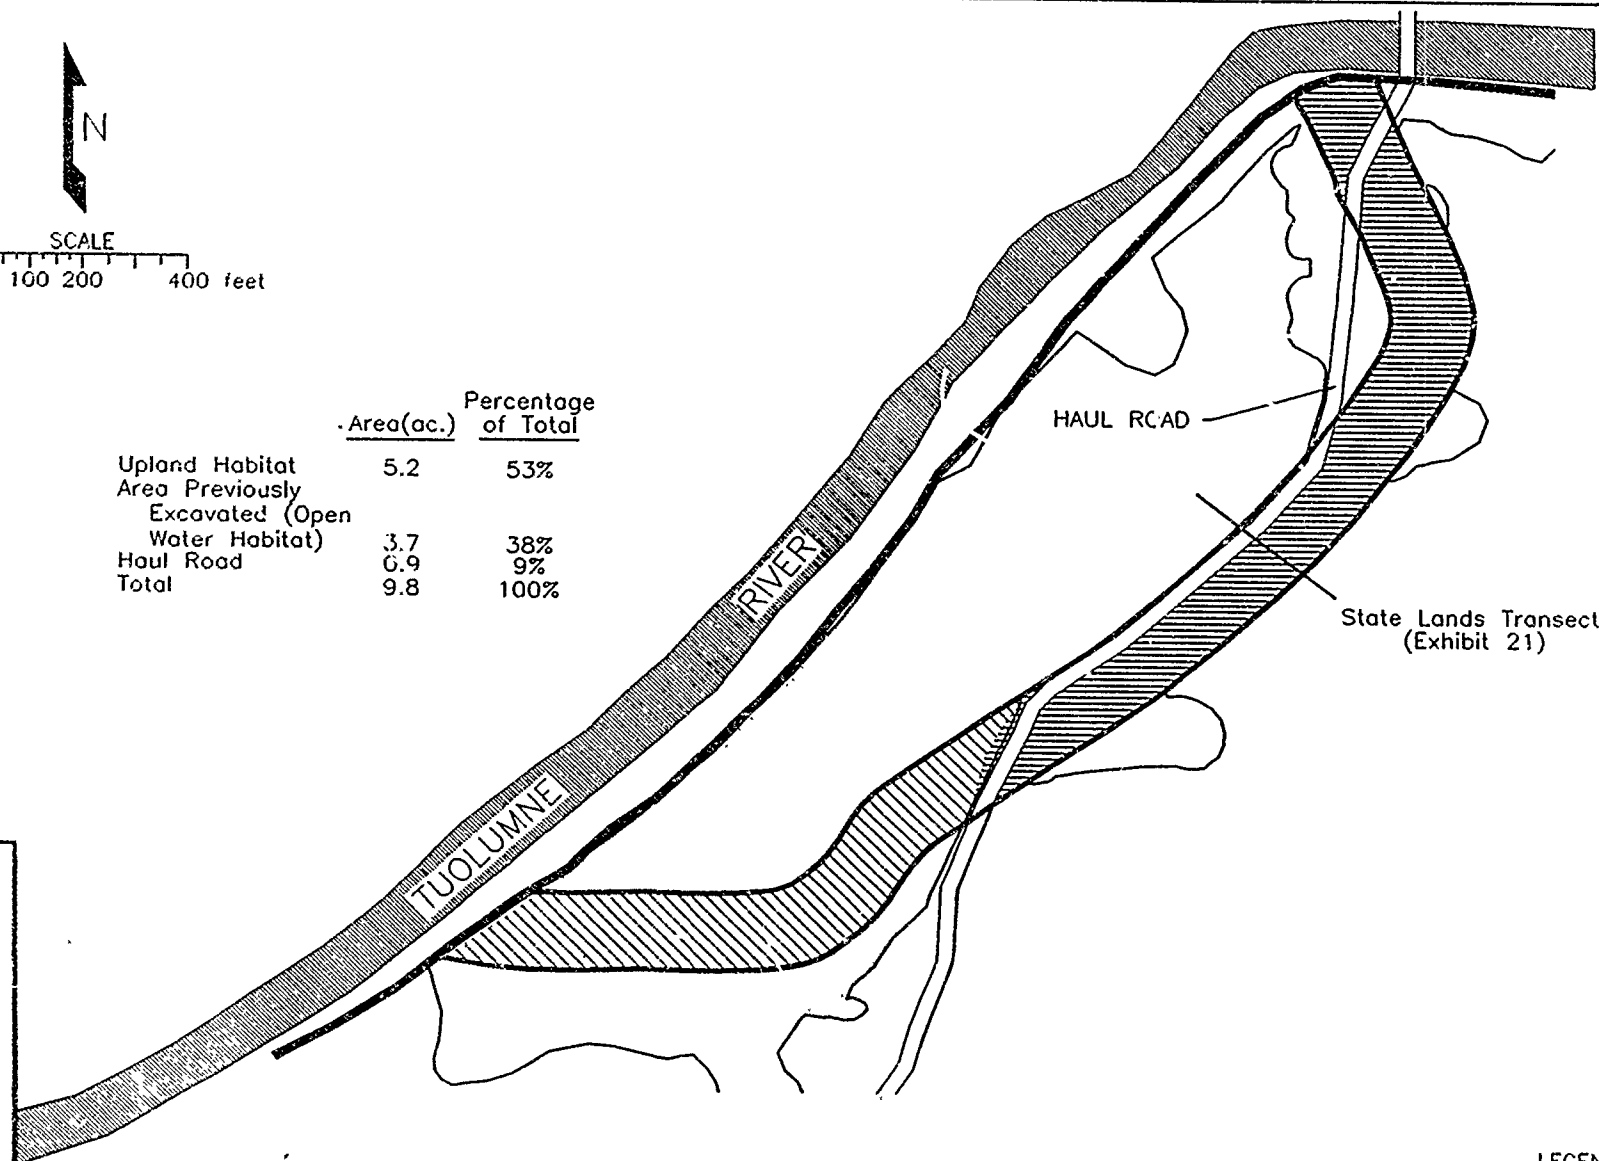 N
SCALE
100 200 400 feet
Area(ac.) Percentage of Total
Upland Habitat 5.2 53%
Area Previously
Excavated (Open
Water Habitat) 3.7 38%
Haul Road 0.9 9%
Total 9.8 100%
HAUL ROAD
RIVER
State Lands Transect
(Exhibit 21)
TUOLUMNE